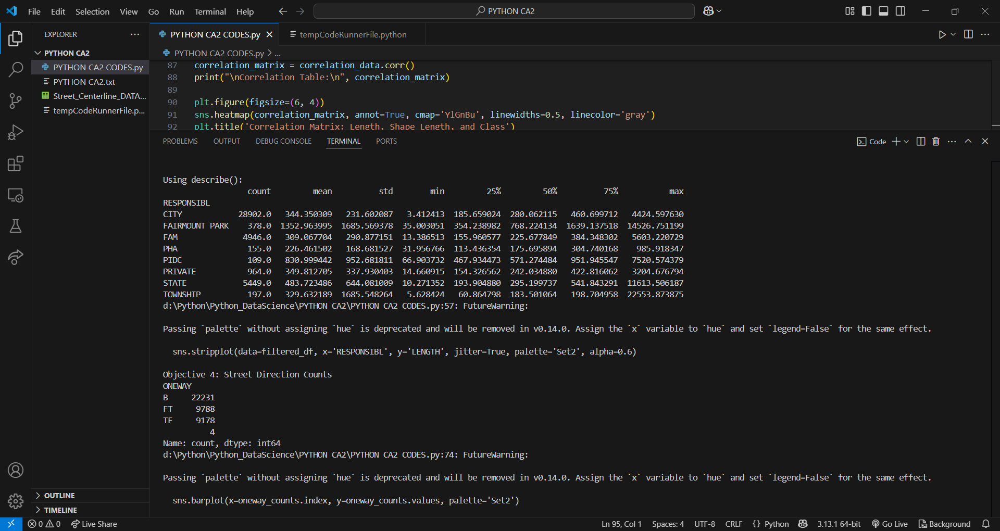 File Edit Selection View Go Run Terminal Help PYTHON CA2
EXPLORER
PYTHON CA2
PYTHON CA2 CODES.py
PYTHON CA2.txt
Street_Centerline_DATA...
tempCodeRunnerFile.p...
OUTLINE
TIMELINE
PYTHON CA2 CODES.py tempCodeRunnerFile.python
PYTHON CA2 CODES.py > ...
87 correlation_matrix = correlation_data.corr()
88 print("\nCorrelation Table:\n", correlation_matrix)
89
90 plt.figure(figsize=(6, 4))
91 sns.heatmap(correlation_matrix, annot=True, cmap='YlGnBu', linewidths=0.5, linecolor='gray')
92 plt.title('Correlation Matrix: Length, Shape Length, and Class')
PROBLEMS OUTPUT DEBUG CONSOLE TERMINAL PORTS Code
Using describe():
count mean std min 25% 50% 75% max
RESPONSIBL
CITY 28902.0 344.350309 231.602087 3.412413 185.659024 280.062115 460.699712 4424.597630
FAIRMOUNT PARK 378.0 1352.963995 1685.569378 35.003051 354.238982 768.224134 1639.137518 14526.751199
FAM 4946.0 309.067704 290.877151 13.386513 155.960577 225.677849 384.348302 5603.220729
PHA 155.0 226.461502 168.681527 31.956766 113.436354 175.695894 304.740168 985.918347
PIDC 109.0 830.999442 952.681811 66.903732 467.934473 571.274484 951.945547 7520.574379
PRIVATE 964.0 349.812705 337.930403 14.660915 154.326562 242.034880 422.816062 3204.676794
STATE 5449.0 483.723486 644.081009 10.271352 193.904880 295.199737 541.843291 11613.506187
TOWNSHIP 197.0 329.632189 1685.548264 5.628424 60.864798 183.501064 198.704958 22553.873875
d:\Python\Python_DataScience\PYTHON CA2\PYTHON CA2 CODES.py:57: FutureWarning:
Passing `palette` without assigning `hue` is deprecated and will be removed in v0.14.0. Assign the `x` variable to `hue` and set `legend=False` for the same effect.
sns.stripplot(data=filtered_df, x='RESPONSIBL', y='LENGTH', jitter=True, palette='Set2', alpha=0.6)
Objective 4: Street Direction Counts
ONEWAY
B 22231
FT 9788
TF 9178
4
Name: count, dtype: int64
d:\Python\Python_DataScience\PYTHON CA2\PYTHON CA2 CODES.py:74: FutureWarning:
Passing `palette` without assigning `hue` is deprecated and will be removed in v0.14.0. Assign the `x` variable to `hue` and set `legend=False` for the same effect.
sns.barplot(x=oneway_counts.index, y=oneway_counts.values, palette='Set2')
0 0 Live Share Ln 95, Col 1 Spaces: 4 UTF-8 CRLF {} Python 3.13.1 64-bit Go Live Background